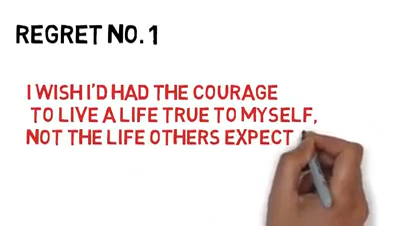 REGRET NO. 1
I WISH I'D HAD THE COURAGE
TO LIVE A LIFE TRUE TO MYSELF,
NOT THE LIFE OTHERS EXPECT